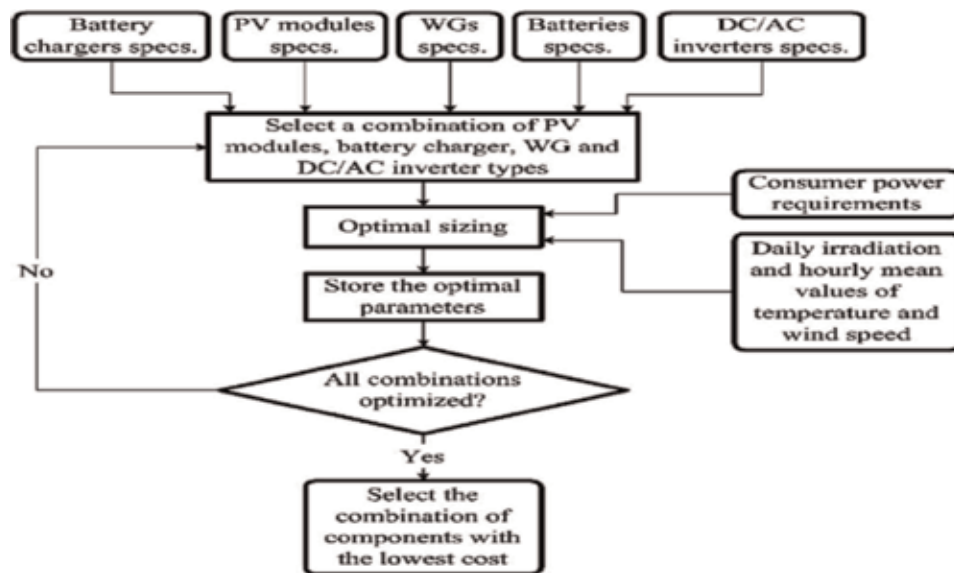 Battery
chargers specs.
PV modules
specs.
WGs
specs.
Batteries
specs.
DC/AC
inverters specs.
Select a combination of PV
modules, battery charger, WG and
DC/AC inverter types
Consumer power
requirements
Optimal sizing
Daily irradiation
and hourly mean
values of
temperature and
wind speed
No
Store the optimal
parameters
All combinations
optimized?
Yes
Select the
combination of
components with
the lowest cost